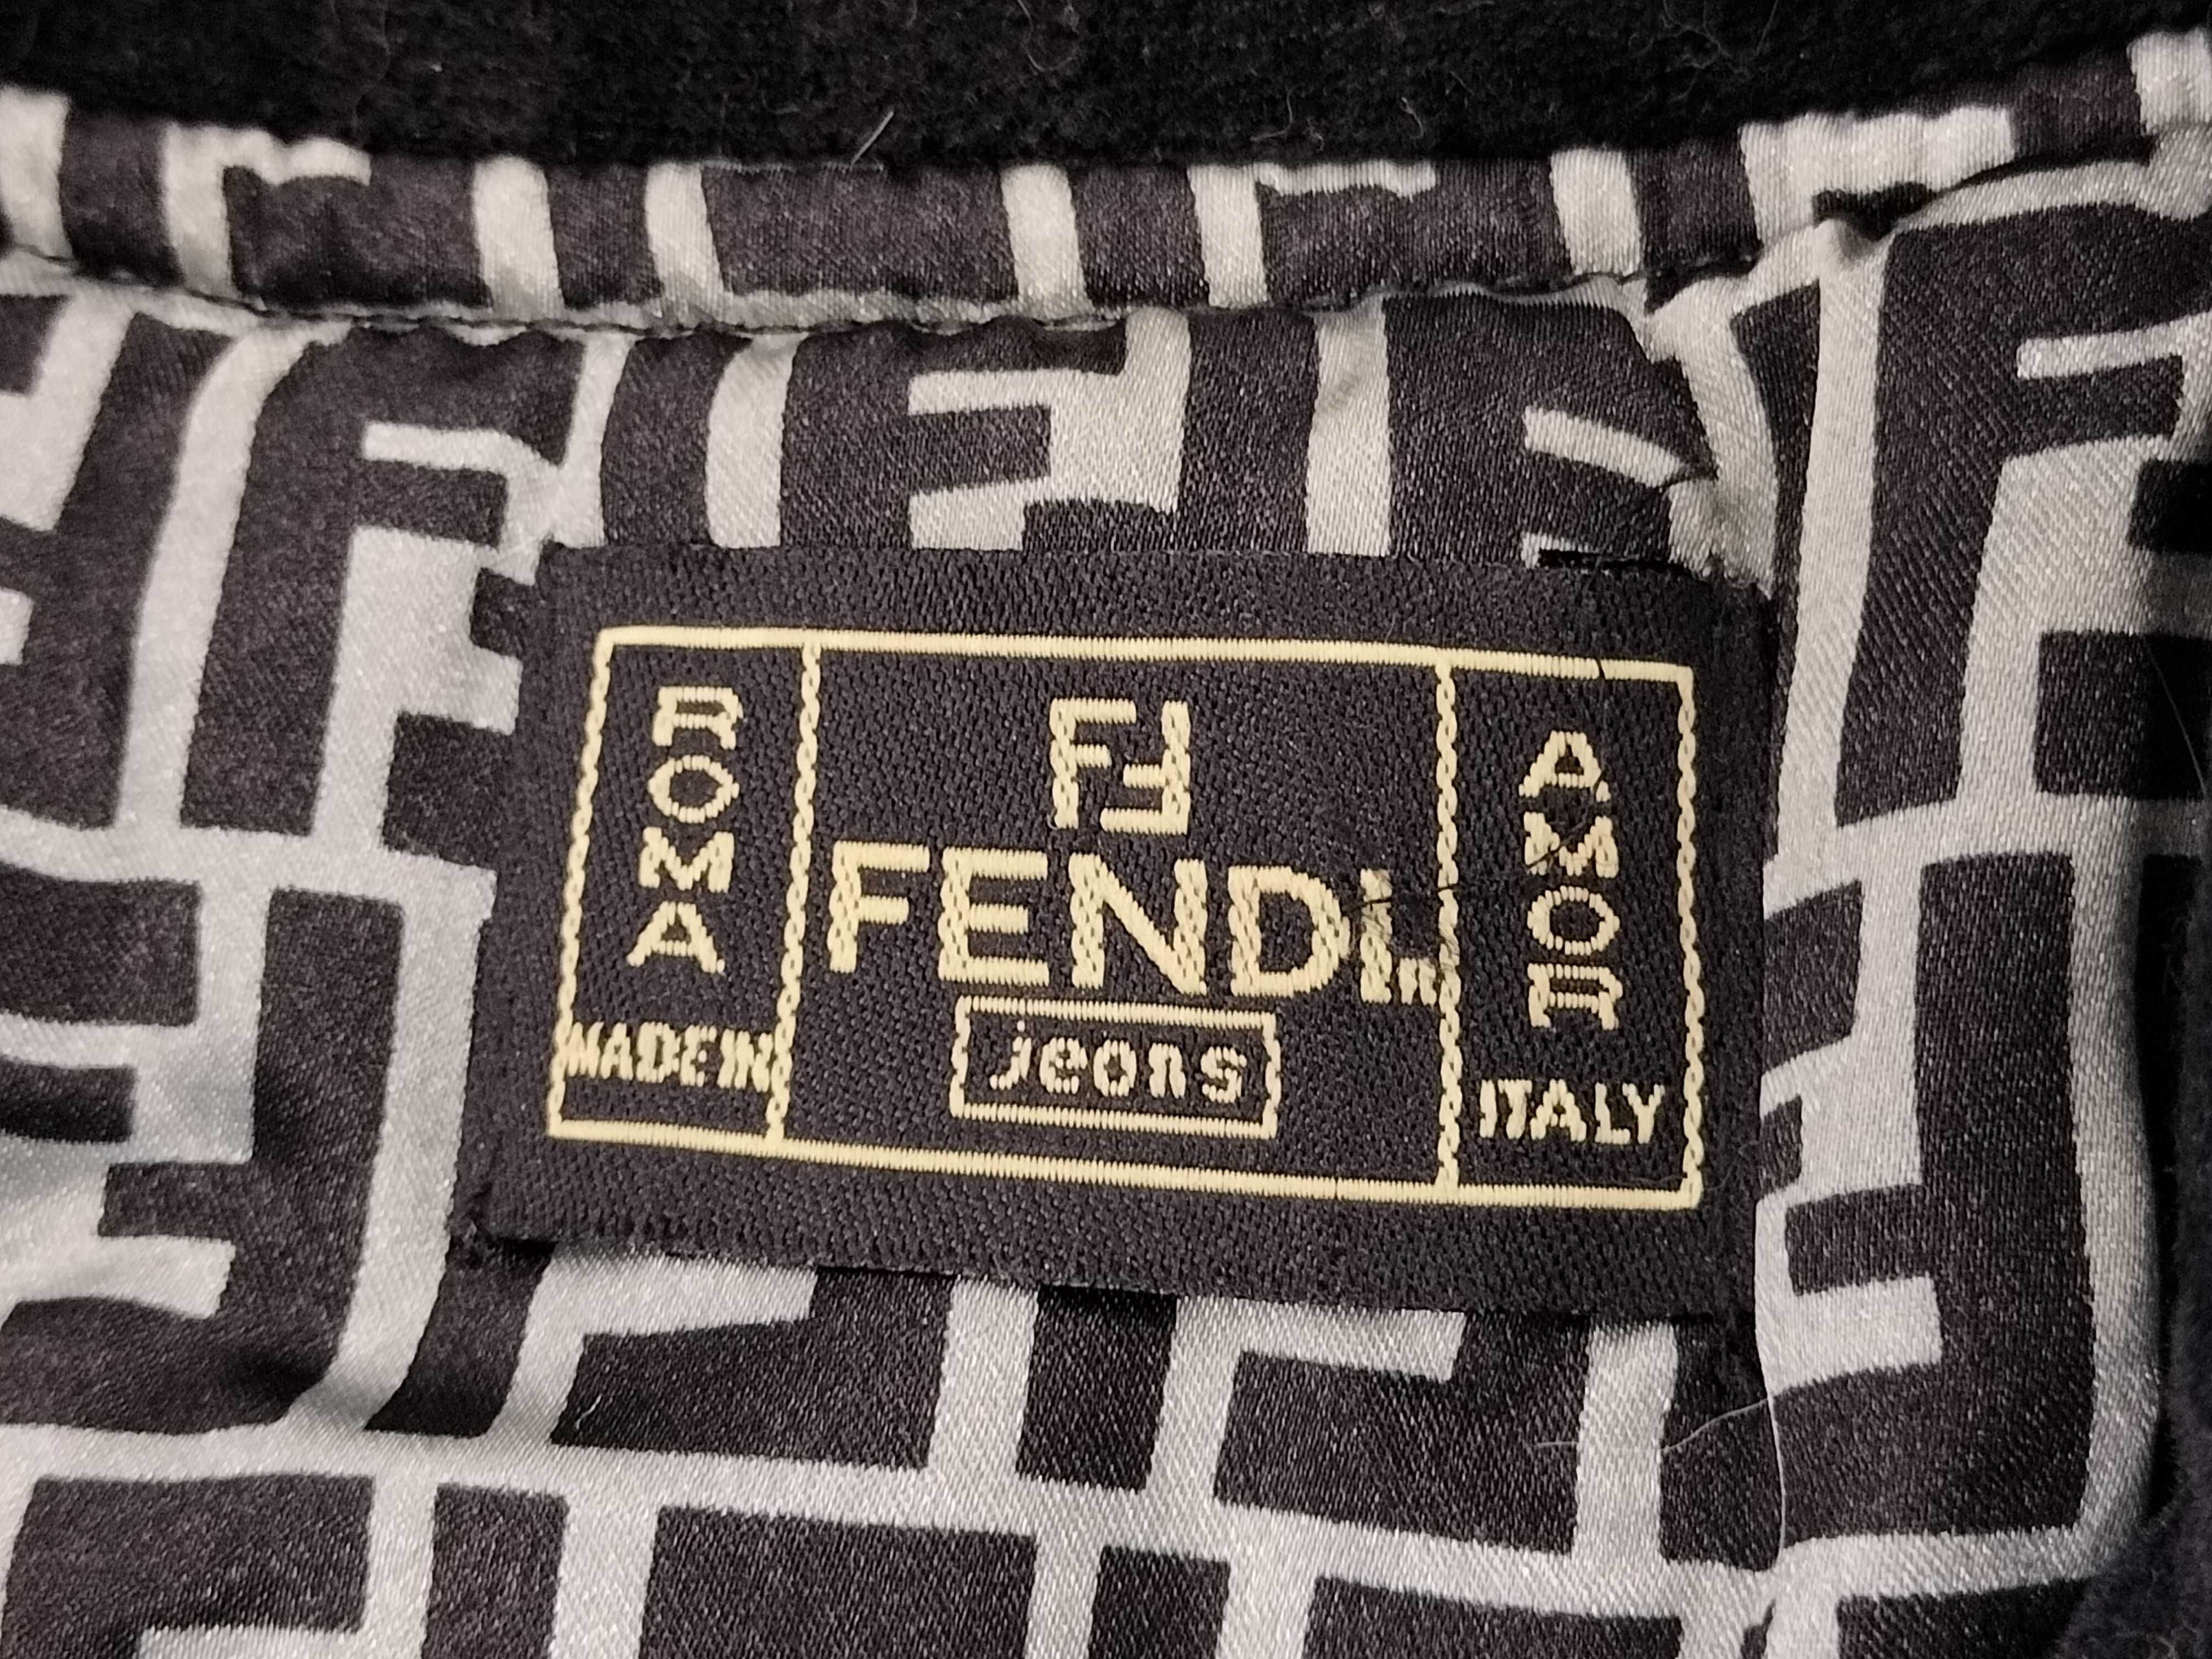 ROMA
MADE IN
FF
FENDI
jeans
AMOR
ITALY